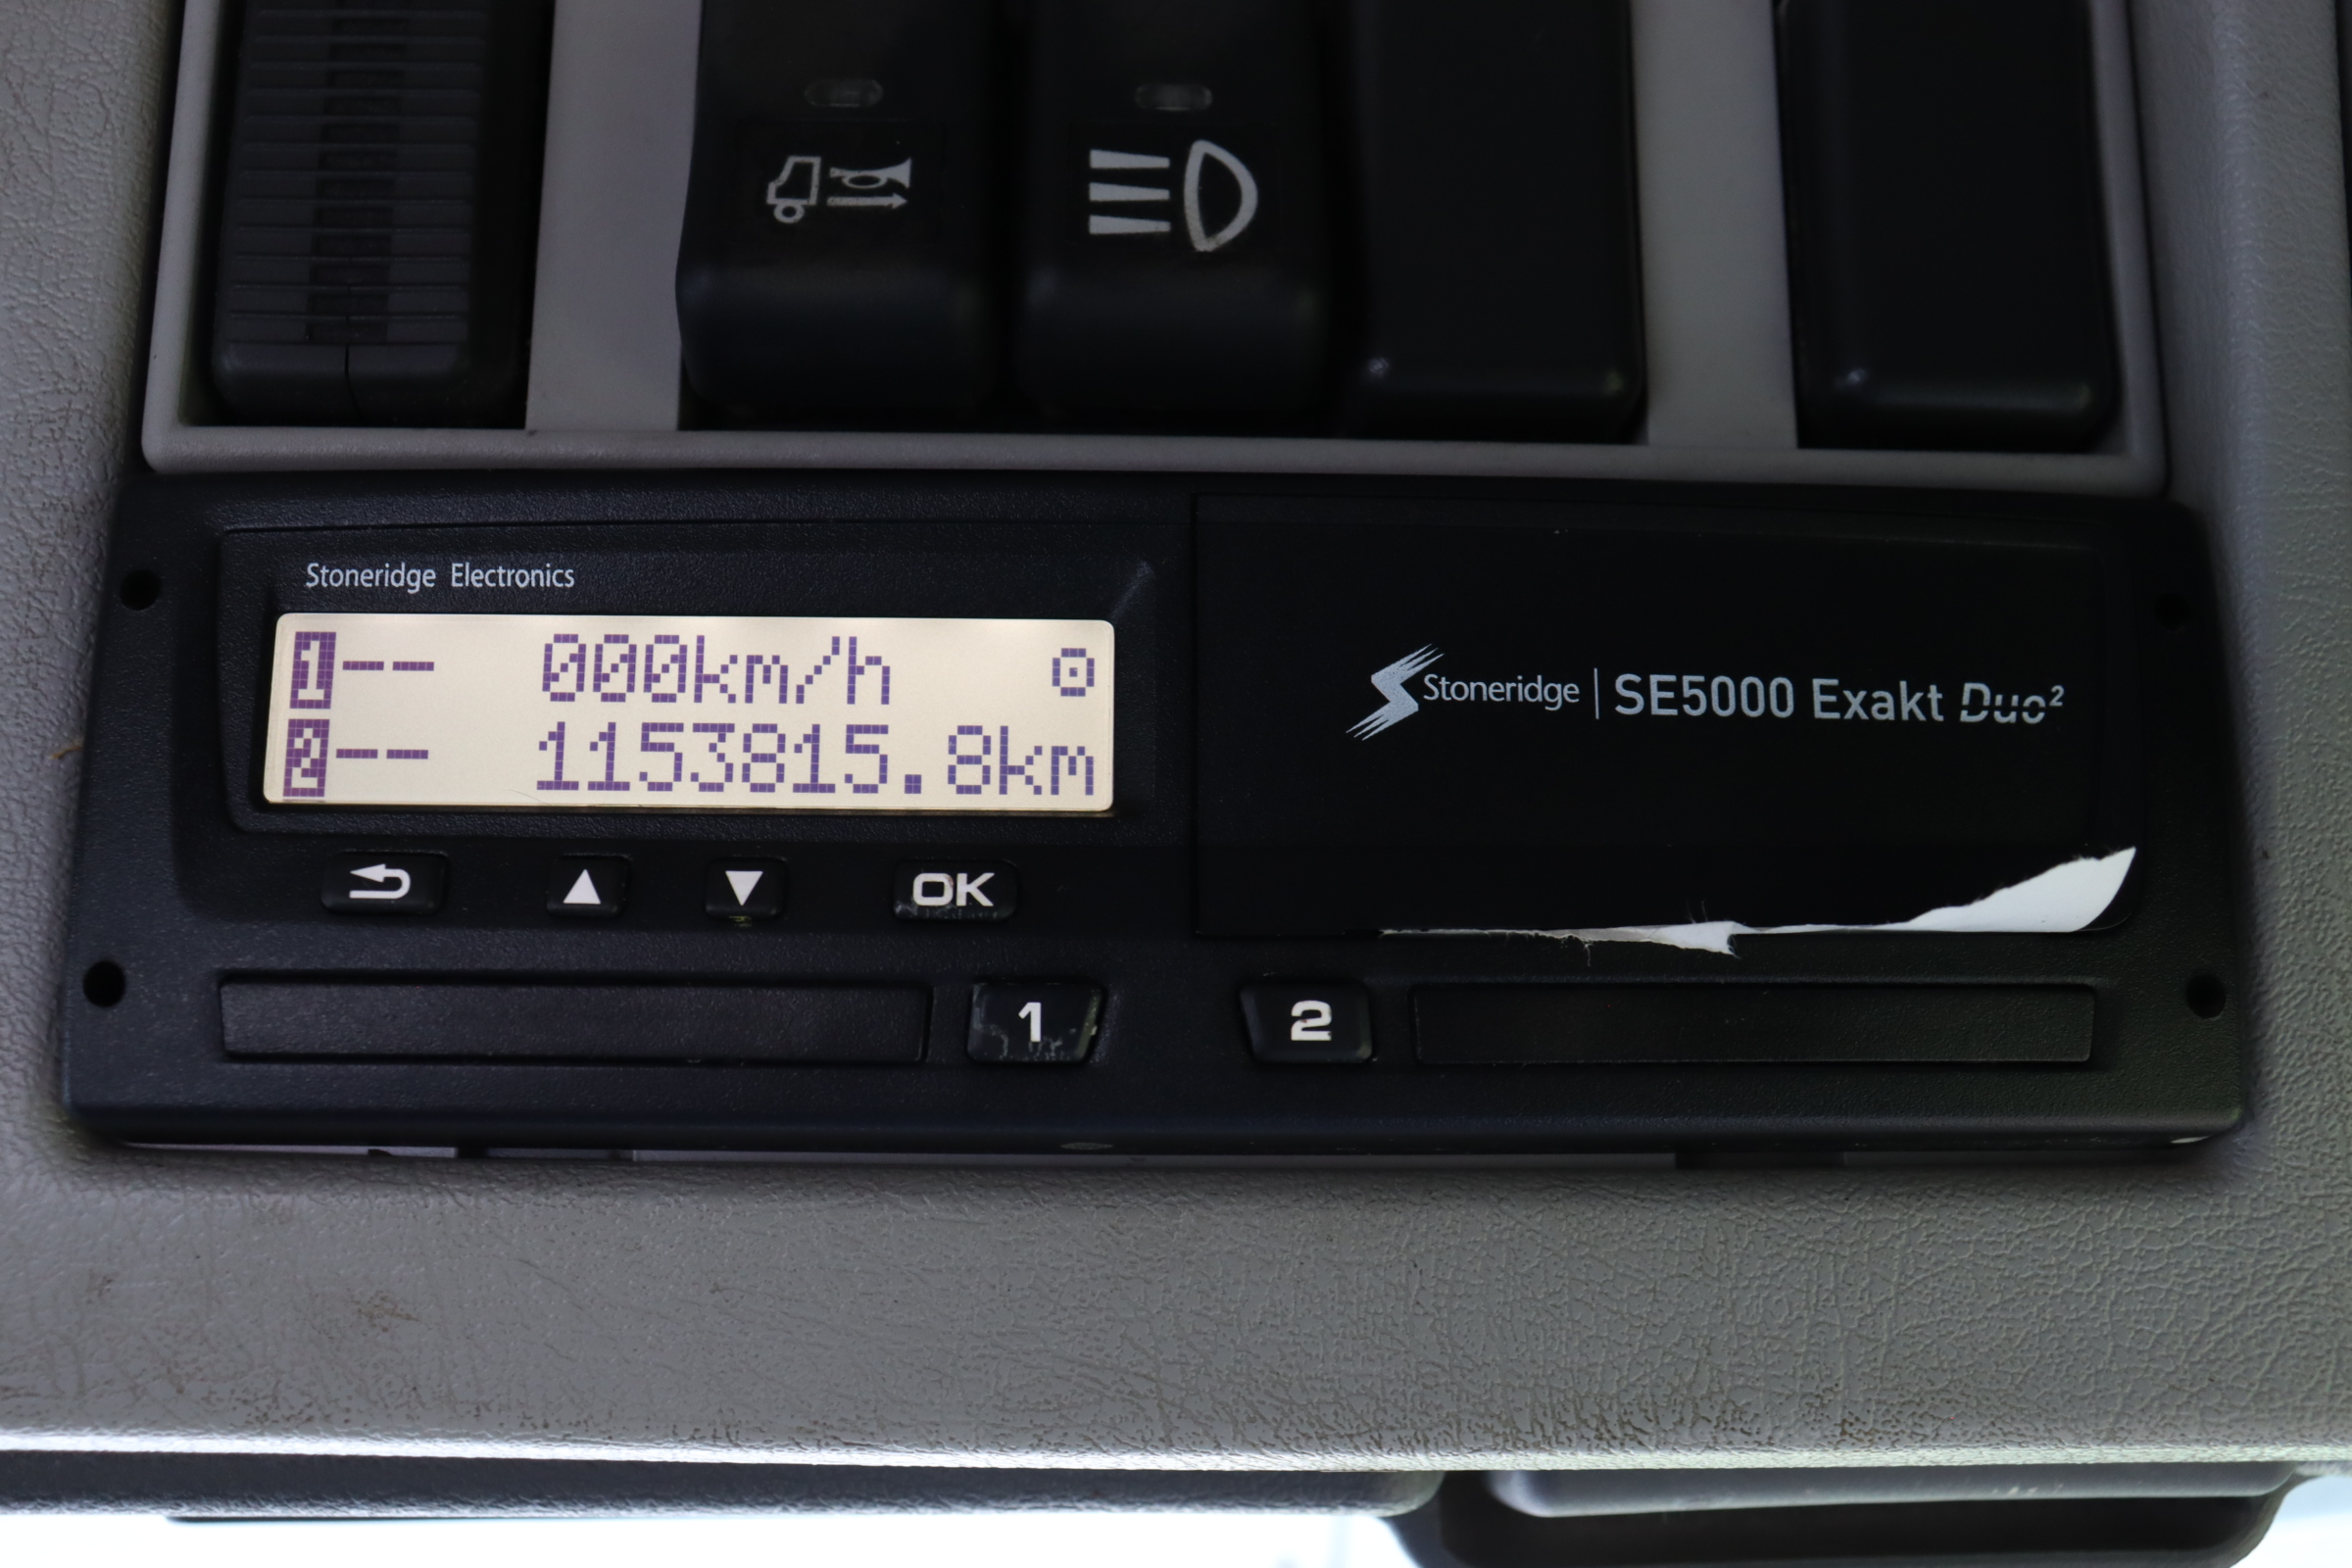 Stoneridge Electronics
1-- 000km/h
2-- 1153815.8km
Stoneridge | SE5000 Exakt Duo²
OK
1 2